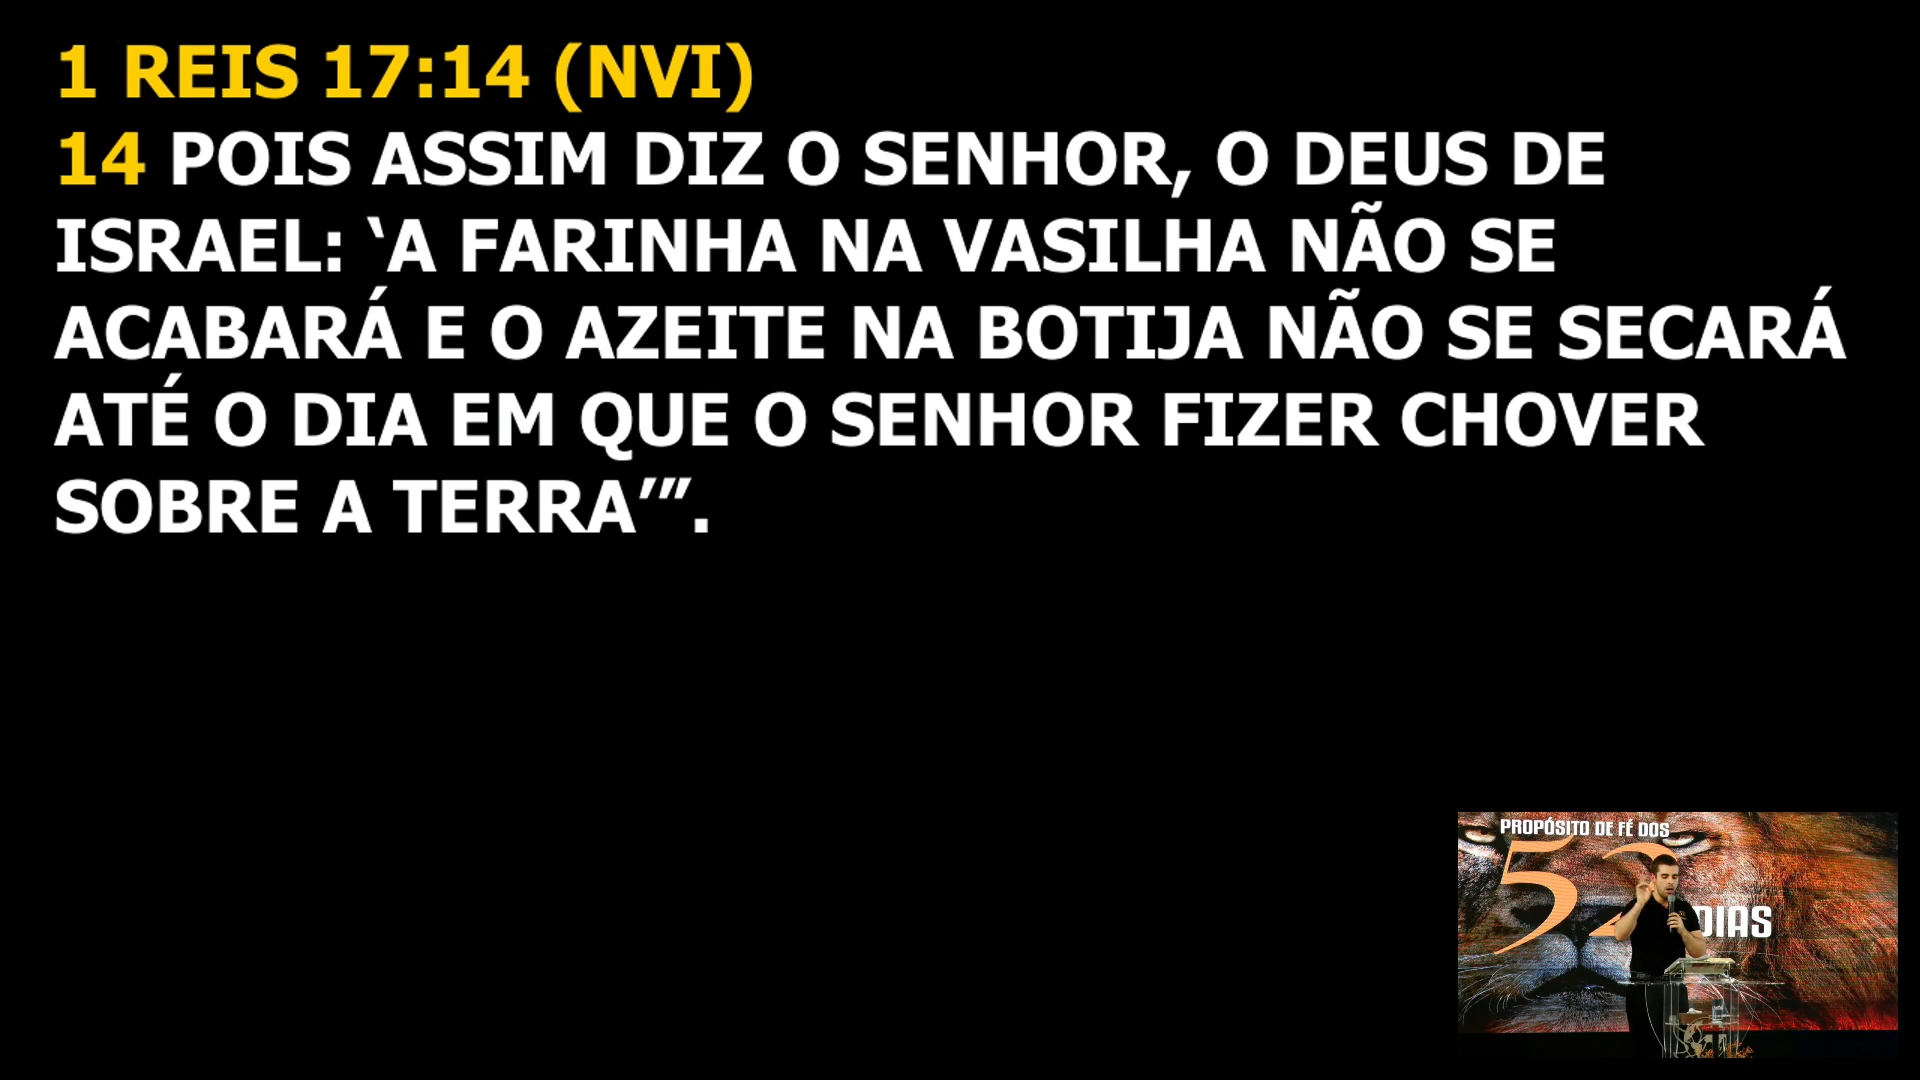 1 REIS 17:14 (NVI)
14 POIS ASSIM DIZ O SENHOR, O DEUS DE
ISRAEL: ‘A FARINHA NA VASILHA NÃO SE
ACABARÁ E O AZEITE NA BOTIJA NÃO SE SECARÁ
ATÉ O DIA EM QUE O SENHOR FIZER CHOVER
SOBRE A TERRA’”.
PROPÓSITO DE FÉ DOS
52
DIAS